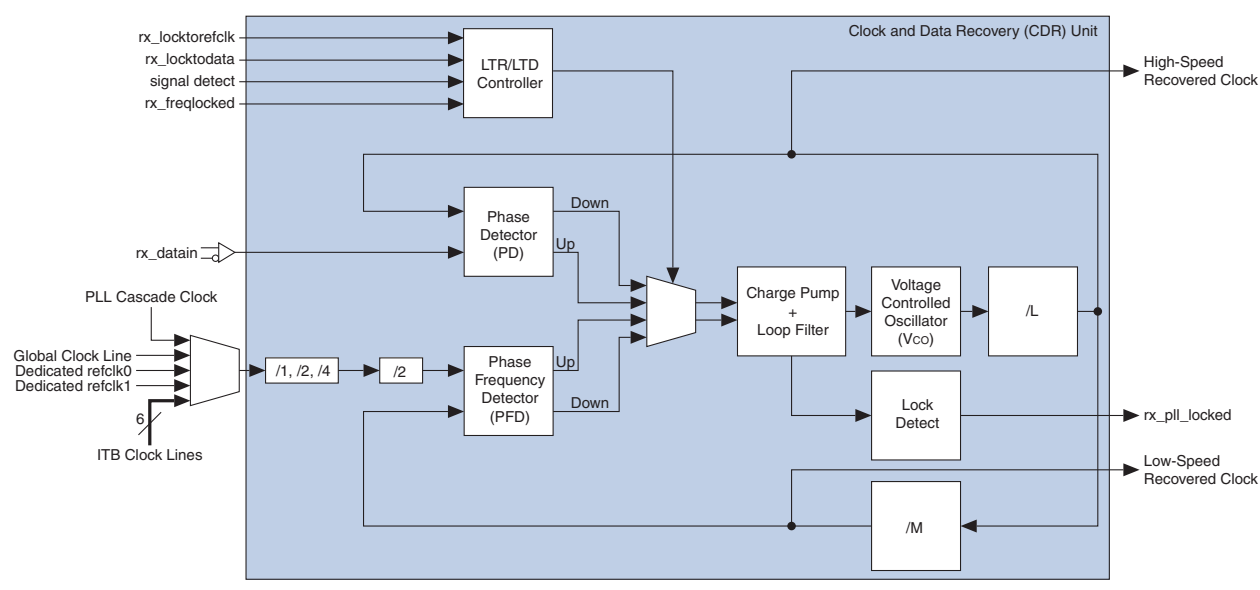 Clock and Data Recovery (CDR) Unit
rx_locktorefclk
rx_locktodata
signal detect
rx_freqlocked
LTR/LTD
Controller
High-Speed
Recovered Clock
Phase
Detector
(PD)
Down
Up
rx_datain
PLL Cascade Clock
Global Clock Line
Dedicated refclk0
Dedicated refclk1
6
ITB Clock Lines
/1, /2, /4
/2
Phase
Frequency
Detector
(PFD)
Up
Down
Charge Pump
+
Loop Filter
Voltage
Controlled
Oscillator
(VCO)
/L
Lock
Detect
rx_pll_locked
Low-Speed
Recovered Clock
/M